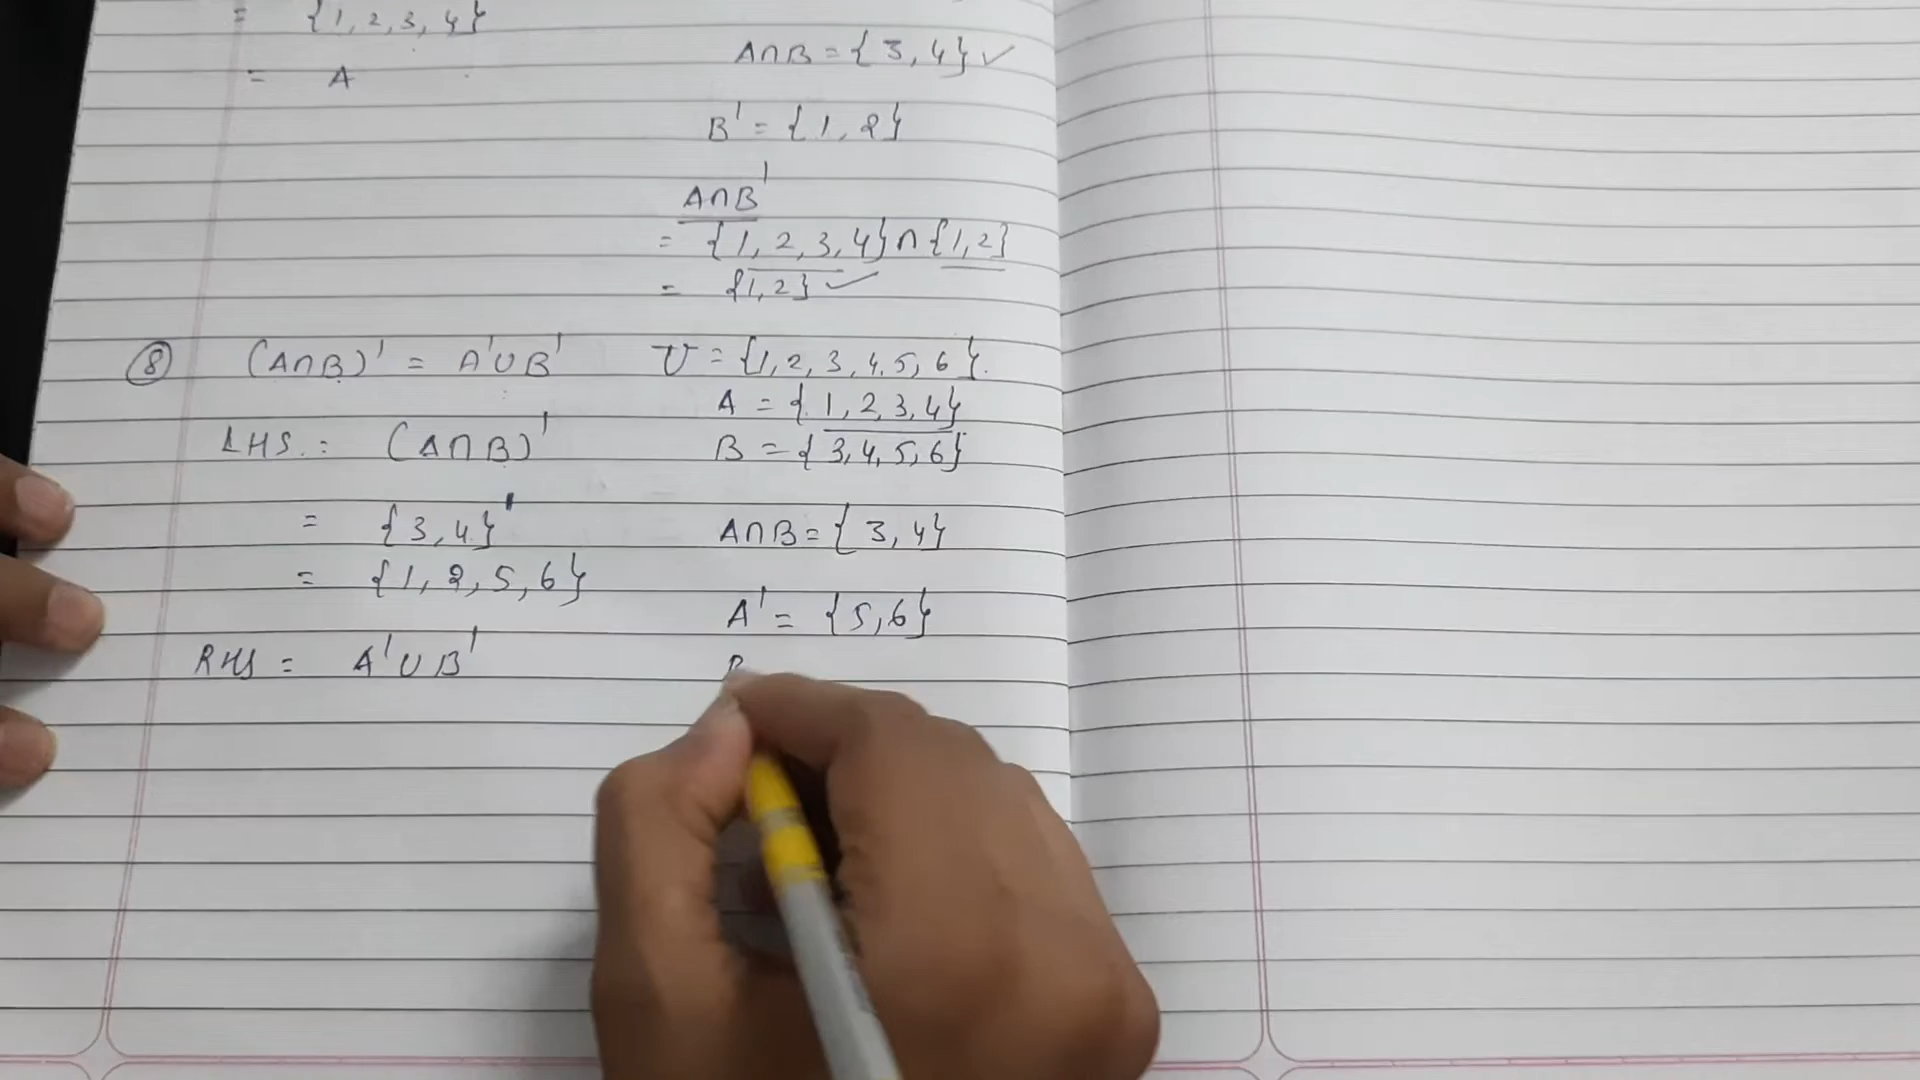 = {1, 2, 3, 4}
= A
A∩B = {3, 4} ✓
B' = {1, 2}
A∩B'
= {1, 2, 3, 4} ∩ {1, 2}
= {1, 2} ✓
⑧ (A∩B)' = A'∪B'
U = {1, 2, 3, 4, 5, 6}.
A = {1, 2, 3, 4}
B = {3, 4, 5, 6}
LHS. : (A∩B)'
= {3, 4}'
= {1, 2, 5, 6}
A∩B = {3, 4}
A' = {5, 6}
RHS = A'∪B'
B